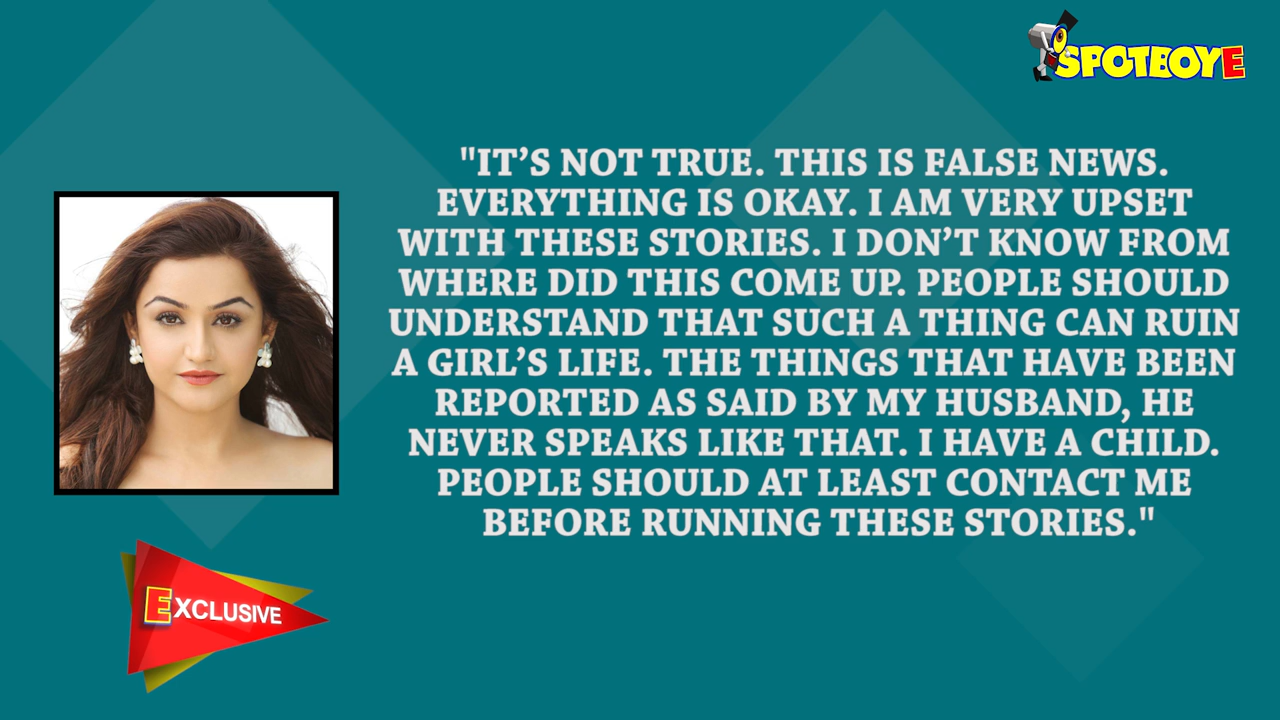 SPOTBOYE
"IT'S NOT TRUE. THIS IS FALSE NEWS.
EVERYTHING IS OKAY. I AM VERY UPSET
WITH THESE STORIES. I DON'T KNOW FROM
WHERE DID THIS COME UP. PEOPLE SHOULD
UNDERSTAND THAT SUCH A THING CAN RUIN
A GIRL'S LIFE. THE THINGS THAT HAVE BEEN
REPORTED AS SAID BY MY HUSBAND, HE
NEVER SPEAKS LIKE THAT. I HAVE A CHILD.
PEOPLE SHOULD AT LEAST CONTACT ME
BEFORE RUNNING THESE STORIES."
EXCLUSIVE